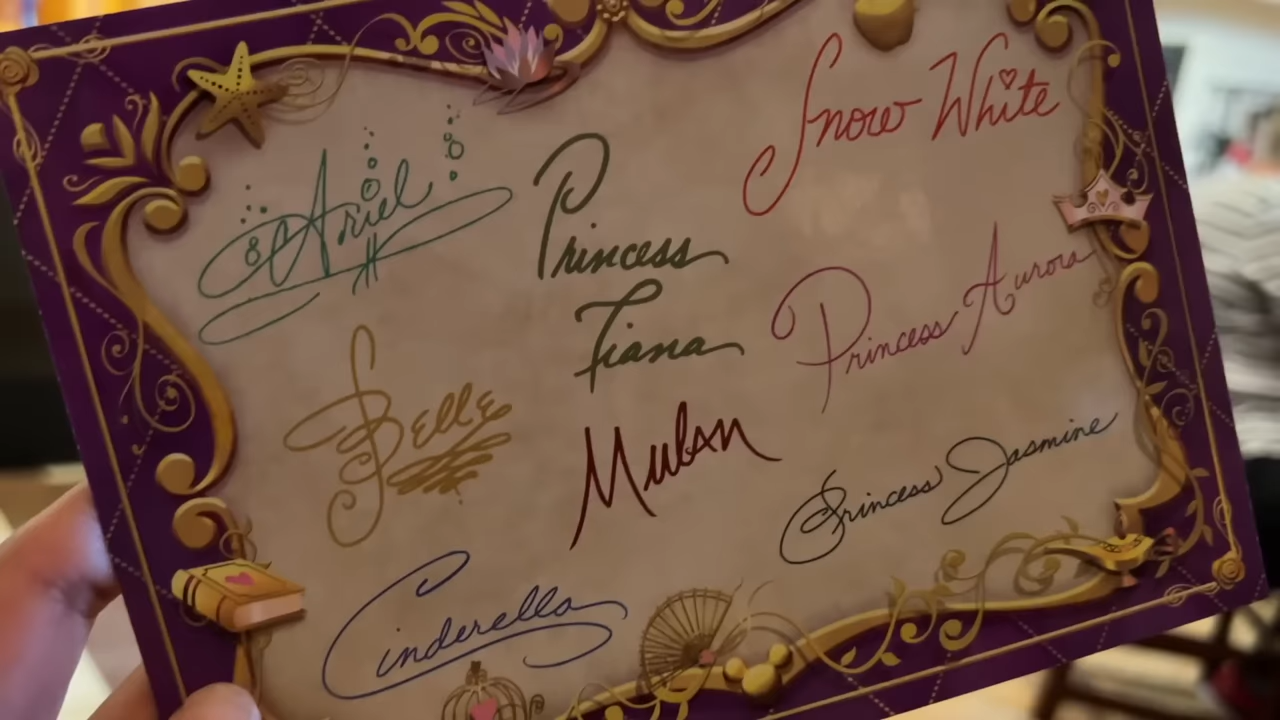 Ariel
Princess
Tiana
Snow White
Princess Aurora
Belle
Mulan
Princess Jasmine
Cinderella